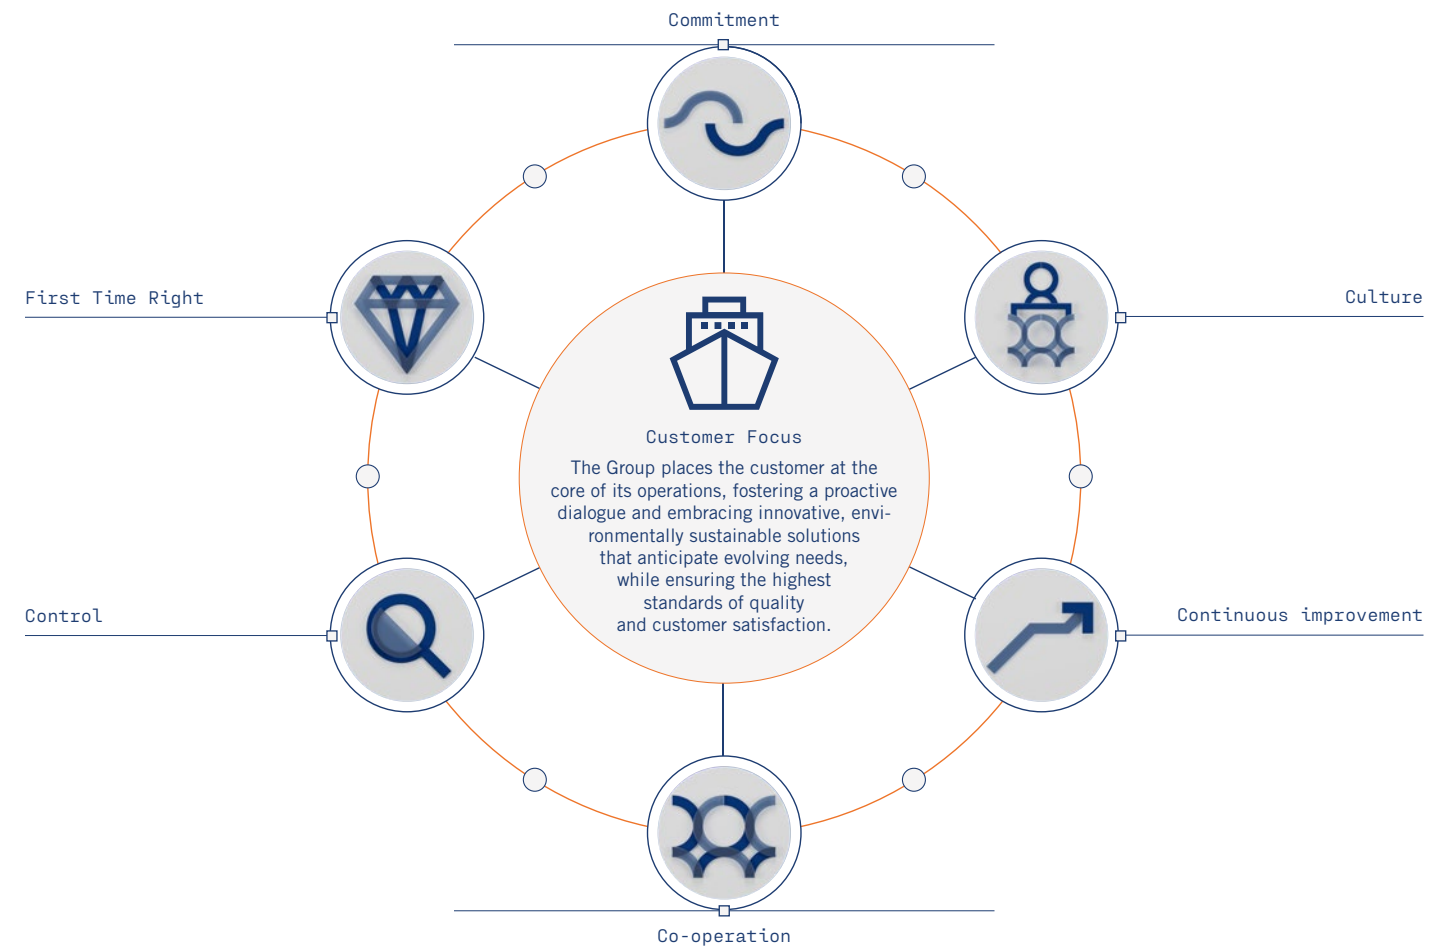 Commitment
First Time Right
Culture
Customer Focus
The Group places the customer at the
core of its operations, fostering a proactive
dialogue and embracing innovative, envi-
ronmentally sustainable solutions
that anticipate evolving needs,
while ensuring the highest
standards of quality
and customer satisfaction.
Control
Continuous improvement
Co-operation